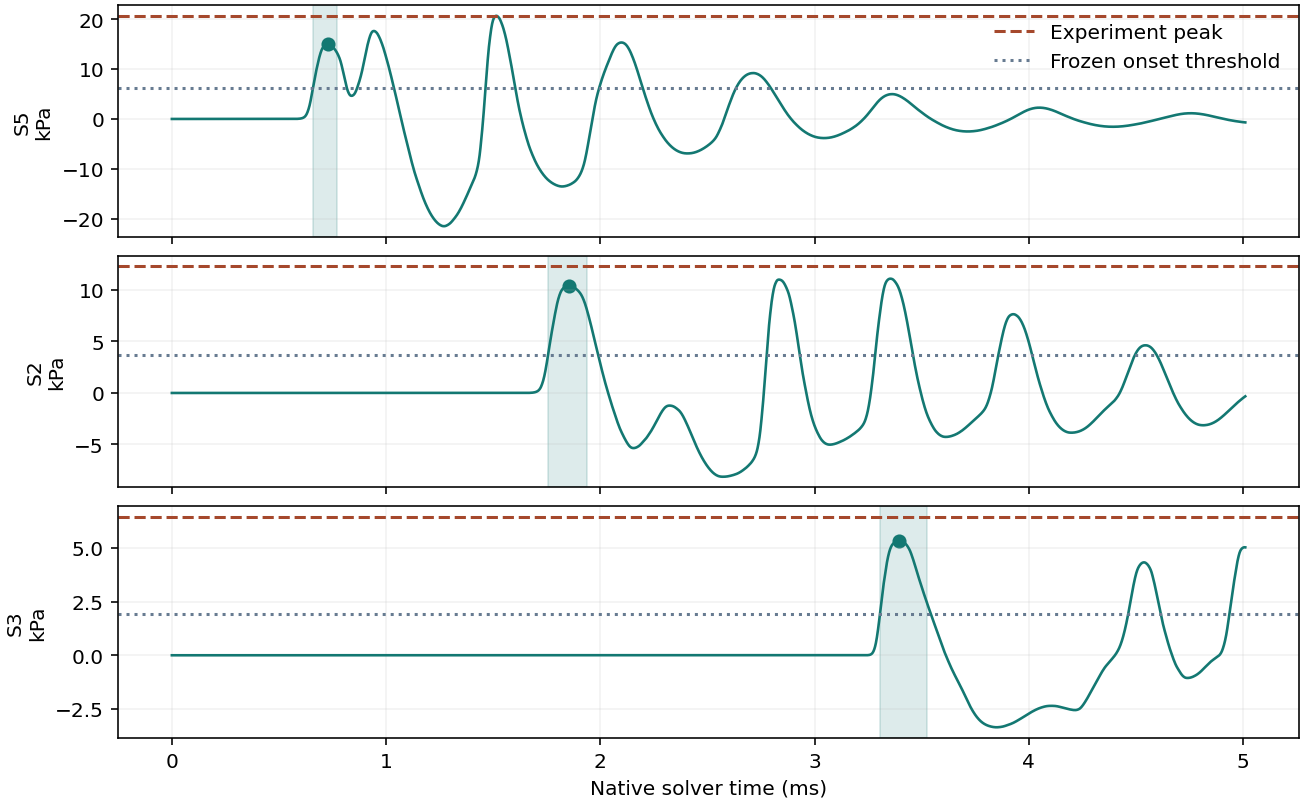 20
10
0
−10
−20
S5
kPa
Experiment peak
Frozen onset threshold
10
5
0
−5
S2
kPa
5.0
2.5
0.0
−2.5
S3
kPa
0 1 2 3 4 5
Native solver time (ms)